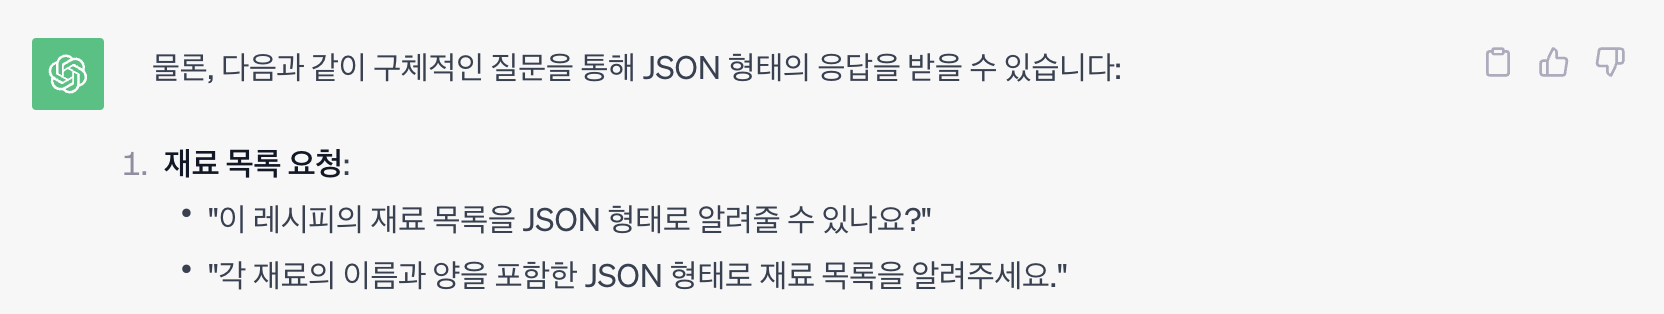 물론, 다음과 같이 구체적인 질문을 통해 JSON 형태의 응답을 받을 수 있습니다:
1. 재료 목록 요청:
• "이 레시피의 재료 목록을 JSON 형태로 알려줄 수 있나요?"
• "각 재료의 이름과 양을 포함한 JSON 형태로 재료 목록을 알려주세요."